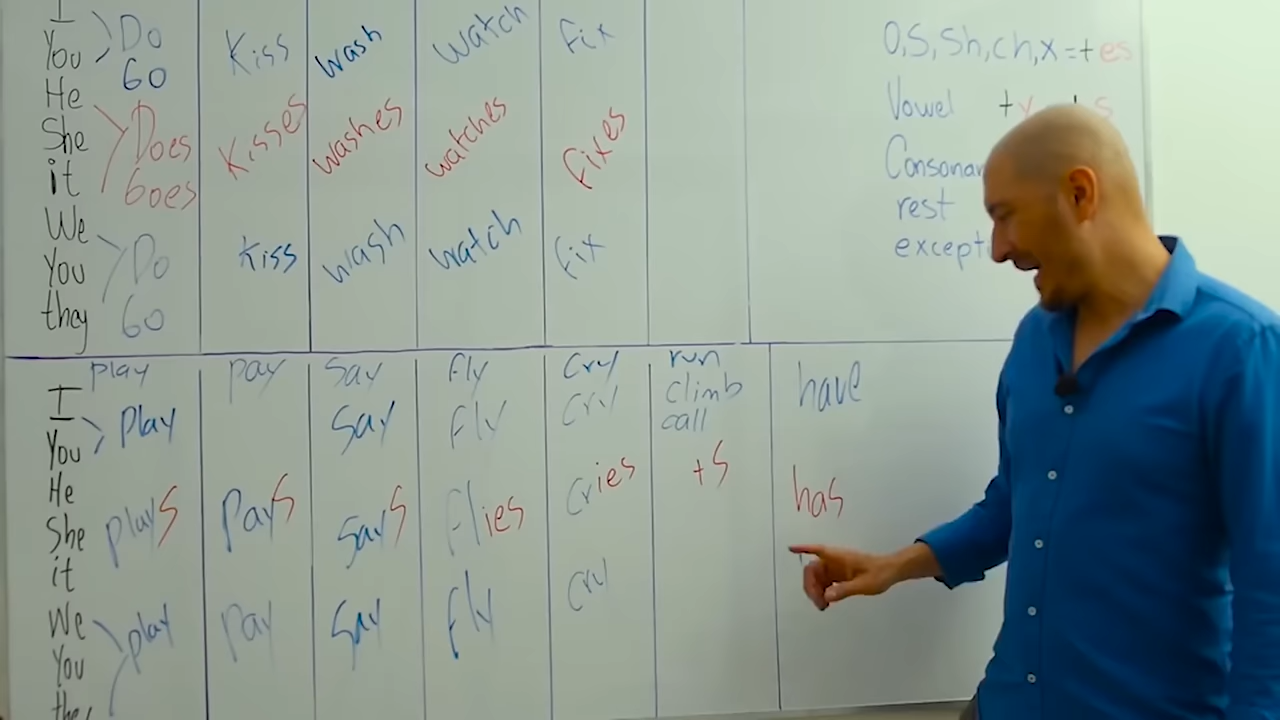 I
You Do Kiss wash watch fix
Go
He
She Does Kisses washes watches fixes
it Goes
We
You Do Kiss wash watch fix
they Go
O, S, Sh, ch, x = + es
Vowel + y + s
rest
play pay Say fly Cry run
I climb
You play Say fly Cry call have
He
She plays Pays Says flies Cries +S has
it
We
You play Pay Say fly Cry